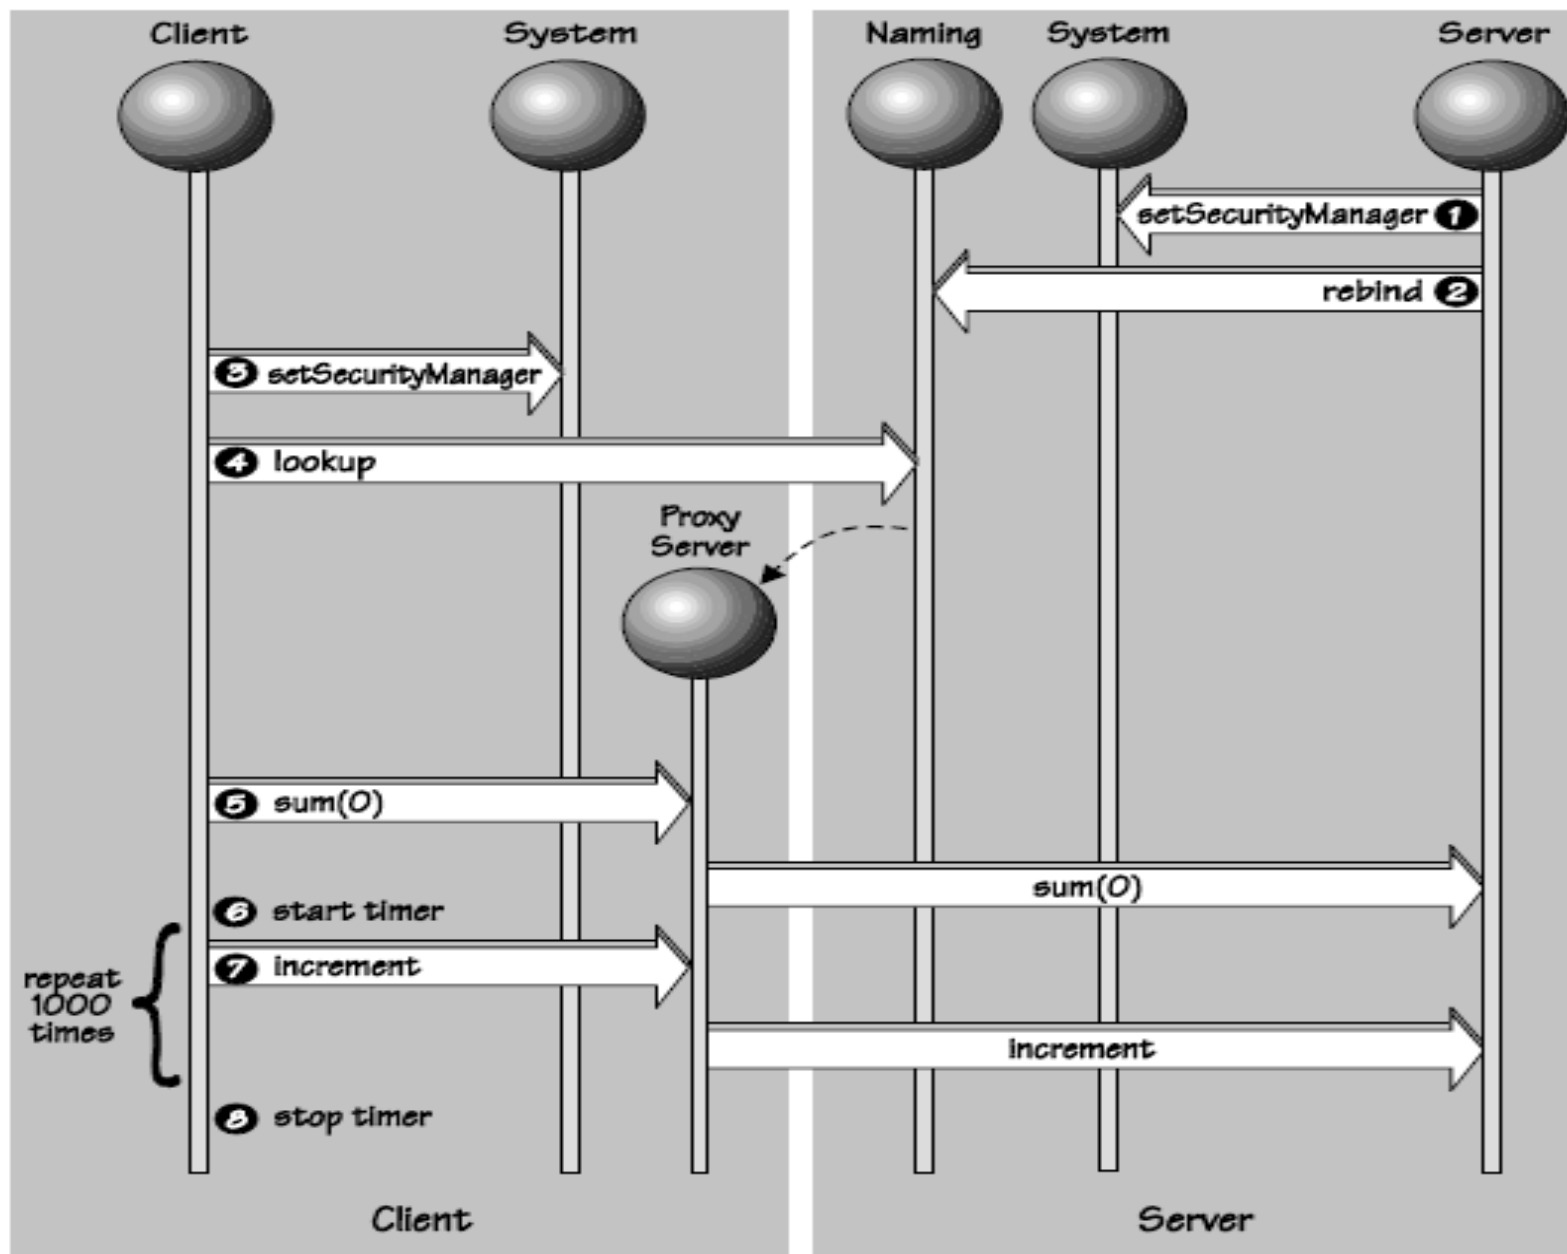 Client
System
Naming
System
Server
setSecurityManager 1
rebind 2
3 setSecurityManager
4 lookup
Proxy
Server
5 sum(0)
sum(0)
6 start timer
7 increment
repeat
1000
times
increment
8 stop timer
Client
Server